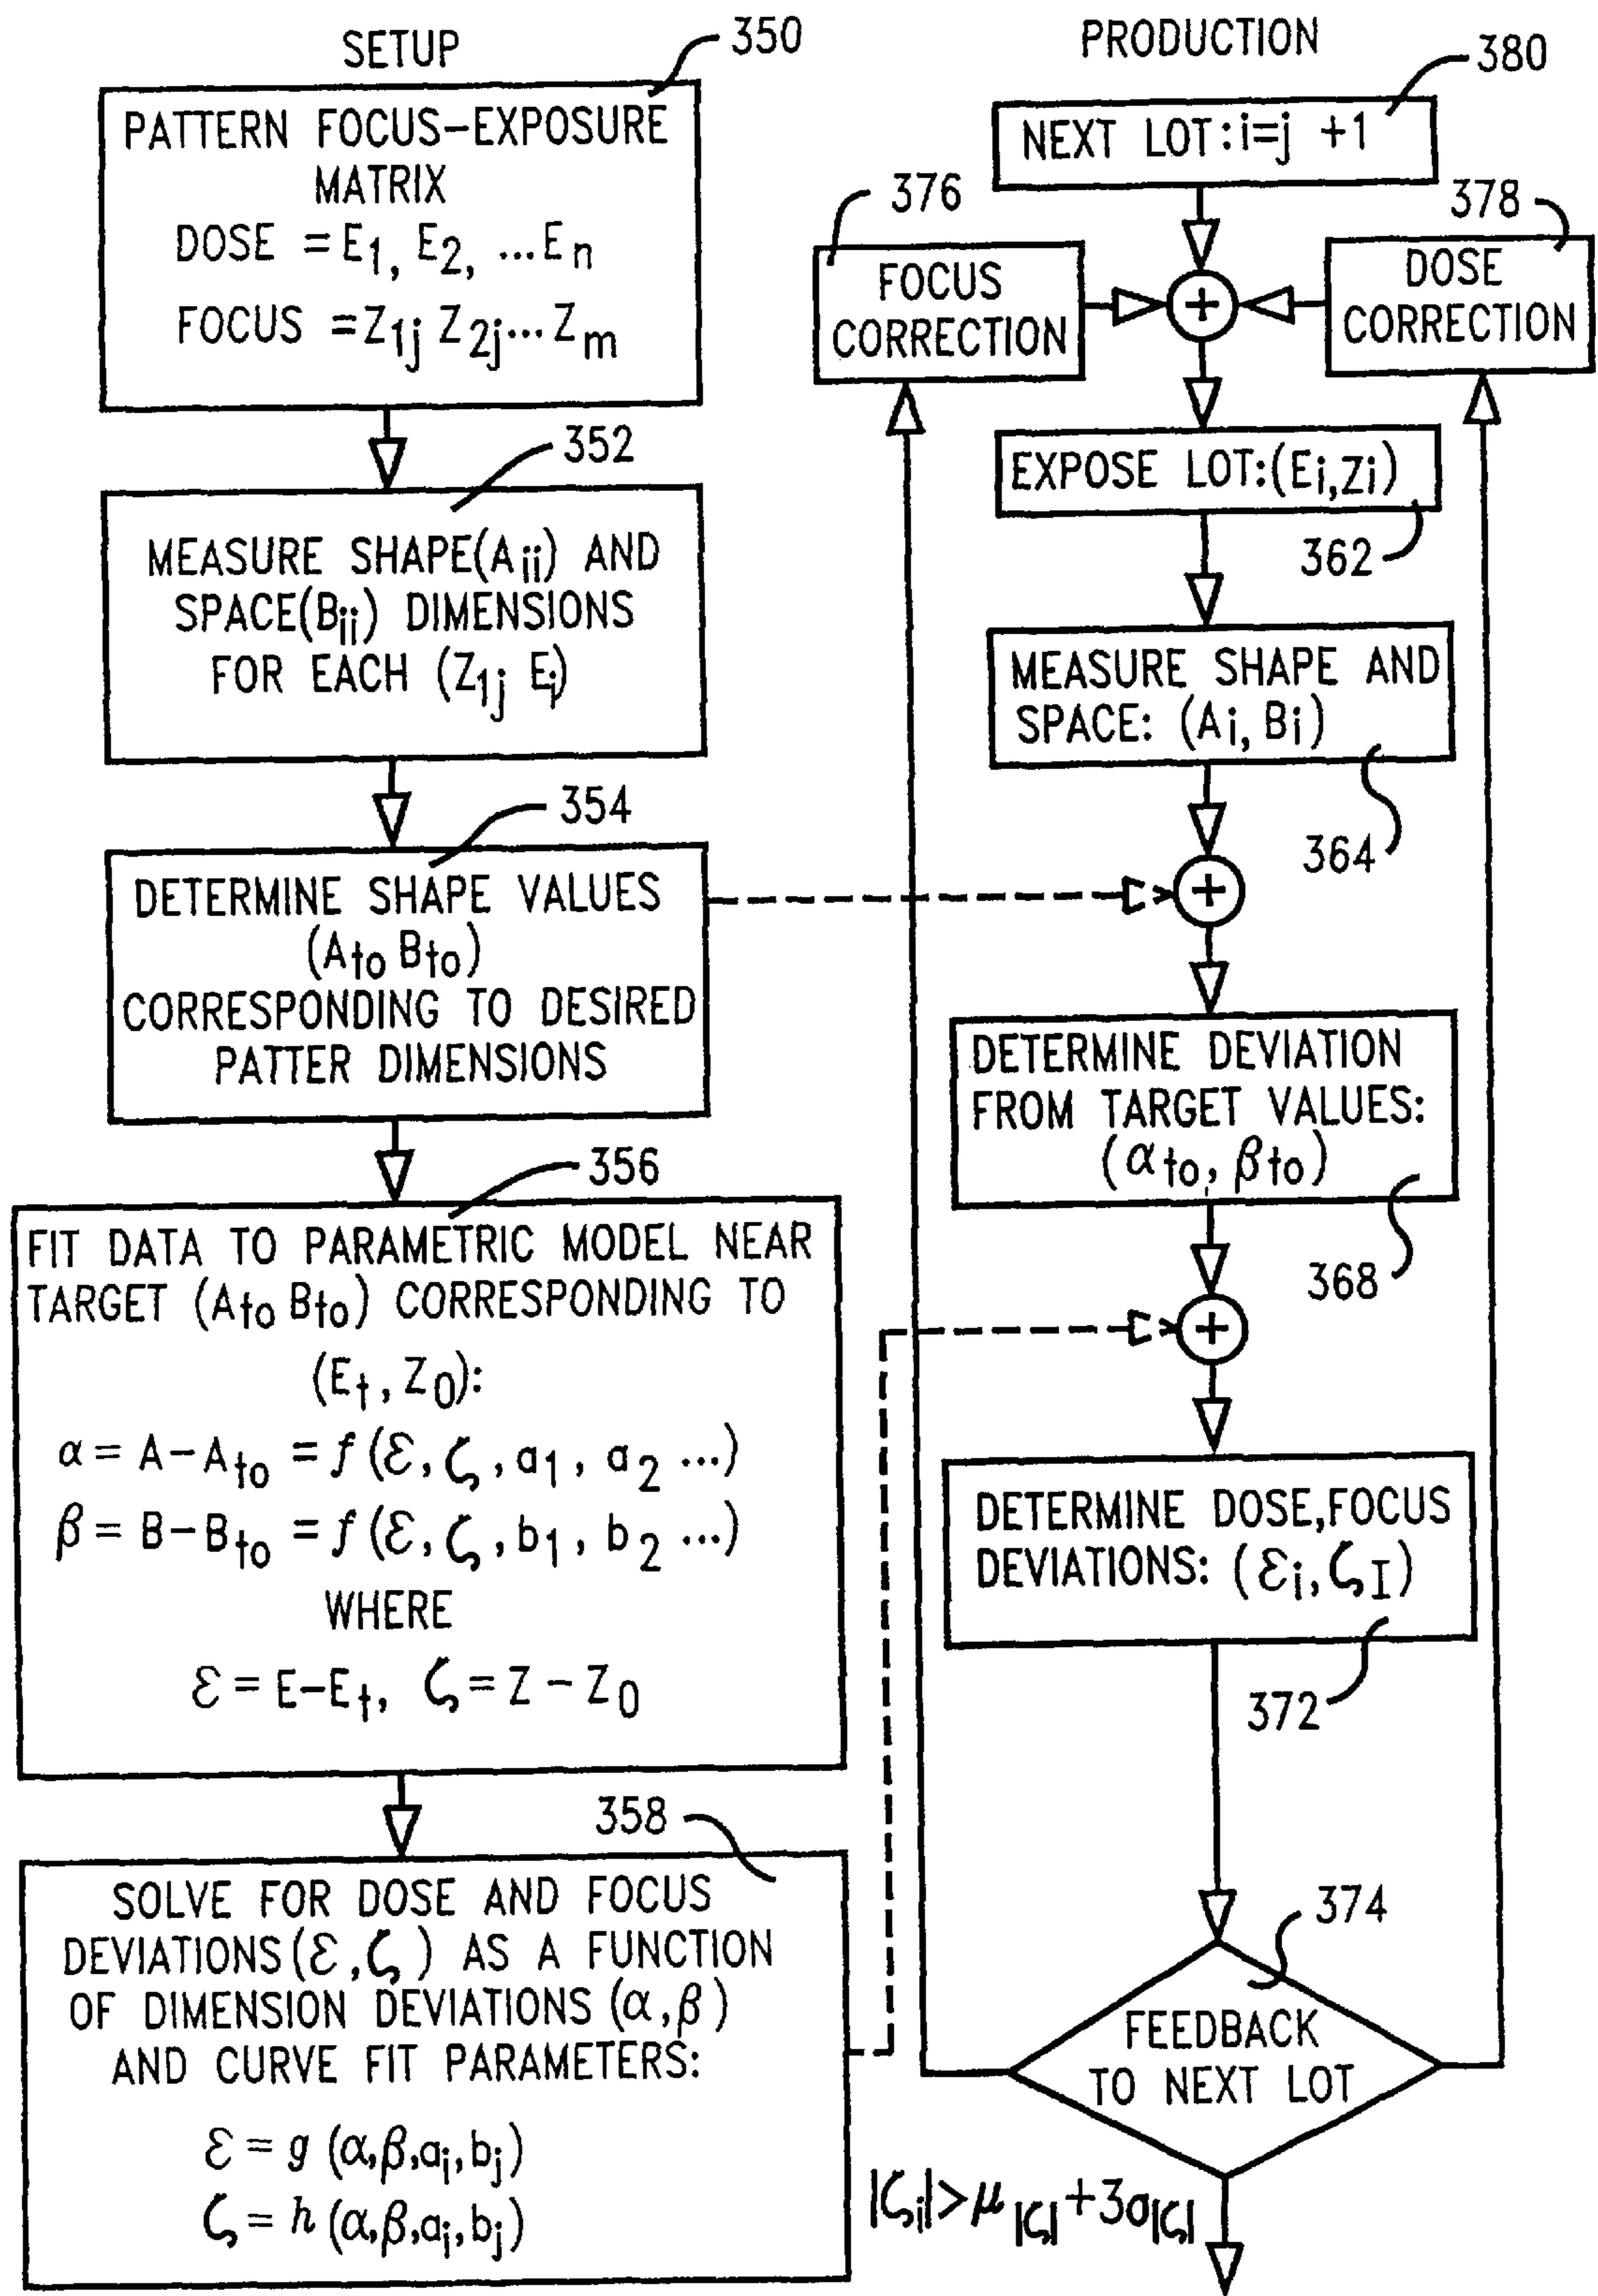 SETUP
350
PATTERN FOCUS-EXPOSURE
MATRIX
DOSE = E1, E2, ...En
FOCUS =Z1j Z2j...Zm
352
MEASURE SHAPE(Aii) AND
SPACE(Bii) DIMENSIONS
FOR EACH (Z1j Ei)
354
DETERMINE SHAPE VALUES
(Ato Bto)
CORRESPONDING TO DESIRED
PATTER DIMENSIONS
356
FIT DATA TO PARAMETRIC MODEL NEAR
TARGET (Ato Bto) CORRESPONDING TO
(Et, Z0):
α = A−Ato = f (ℰ, ζ, a1, a2 ...)
β = B−Bto = f (ℰ, ζ, b1, b2 ...)
WHERE
ℰ = E−Et, ζ = Z − Z0
358
SOLVE FOR DOSE AND FOCUS
DEVIATIONS(ℰ,ζ) AS A FUNCTION
OF DIMENSION DEVIATIONS (α,β)
AND CURVE FIT PARAMETERS:
ℰ = g (α,β,ai,bj)
ζ = h (α,β,ai,bj)
PRODUCTION
380
NEXT LOT:i=j +1
376
FOCUS
CORRECTION
+
378
DOSE
CORRECTION
EXPOSE LOT:(Ei,Zi)
362
MEASURE SHAPE AND
SPACE: (Ai, Bi)
364
+
DETERMINE DEVIATION
FROM TARGET VALUES:
(αto, βto)
368
+
DETERMINE DOSE,FOCUS
DEVIATIONS: (ℰi,ζI)
372
374
FEEDBACK
TO NEXT LOT
|ζi|>μ|ζ|+3σ|ζ|